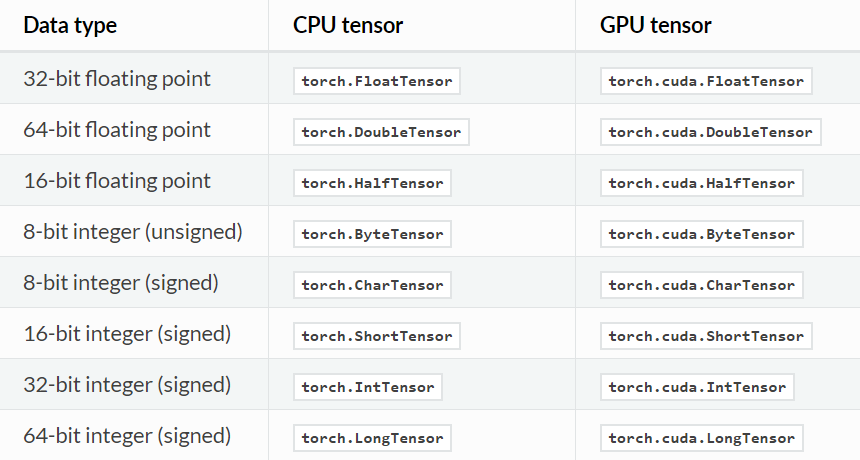 Data type CPU tensor GPU tensor
32-bit floating point torch.FloatTensor torch.cuda.FloatTensor
64-bit floating point torch.DoubleTensor torch.cuda.DoubleTensor
16-bit floating point torch.HalfTensor torch.cuda.HalfTensor
8-bit integer (unsigned) torch.ByteTensor torch.cuda.ByteTensor
8-bit integer (signed) torch.CharTensor torch.cuda.CharTensor
16-bit integer (signed) torch.ShortTensor torch.cuda.ShortTensor
32-bit integer (signed) torch.IntTensor torch.cuda.IntTensor
64-bit integer (signed) torch.LongTensor torch.cuda.LongTensor